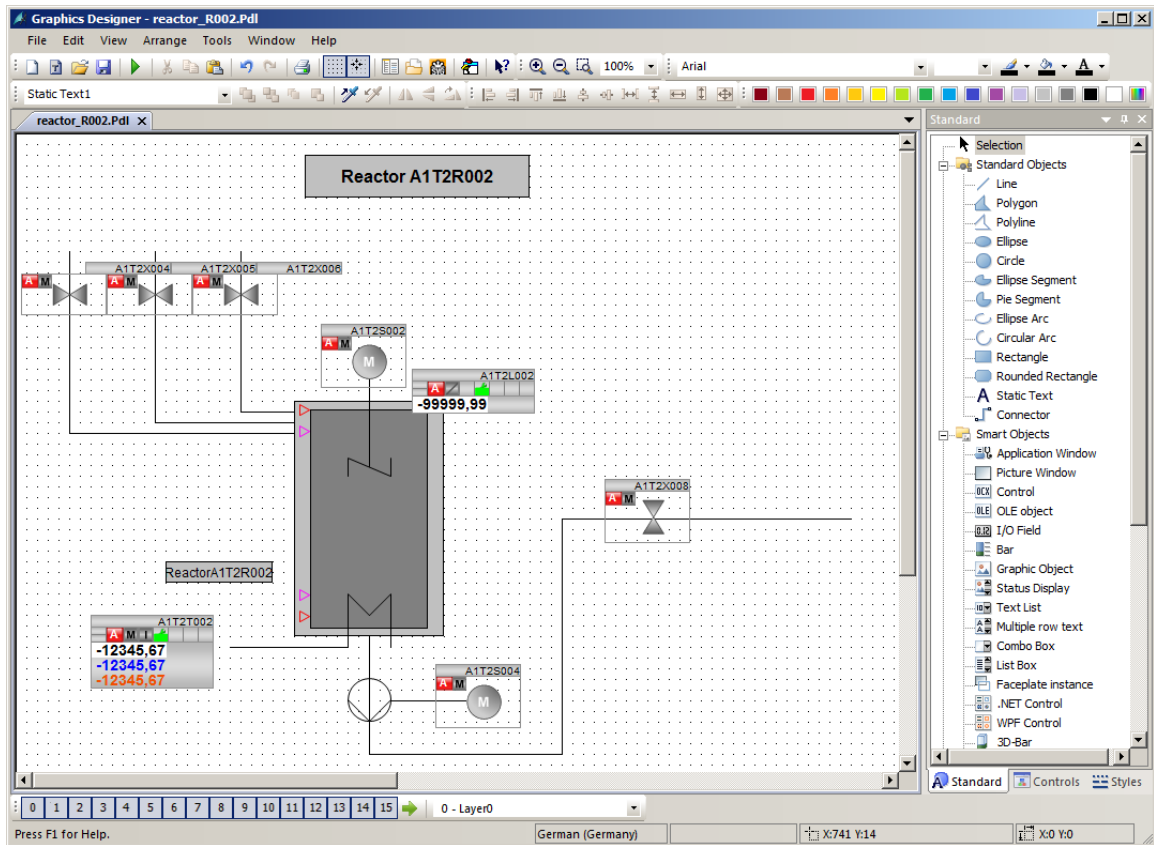 Graphics Designer - reactor_R002.Pdl
File Edit View Arrange Tools Window Help
100% Arial A
Static Text1
reactor_R002.Pdl X
Standard
Reactor A1T2R002
A1T2X004 A1T2X005 A1T2X006
A M A M A M
A1T2S002
A M
M
A1T2L002
A
-99999,99
A1T2X008
A M
ReactorA1T2R002
A1T2T002
A M I
-12345,67
-12345,67
-12345,67
A1T2S004
A M
M
Selection
Standard Objects
Line
Polygon
Polyline
Ellipse
Circle
Ellipse Segment
Pie Segment
Ellipse Arc
Circular Arc
Rectangle
Rounded Rectangle
A Static Text
Connector
Smart Objects
Application Window
Picture Window
OCX Control
OLE OLE object
0.12 I/O Field
Bar
Graphic Object
Status Display
Text List
Multiple row text
Combo Box
List Box
Faceplate instance
.NET Control
WPF Control
3D-Bar
Standard Controls Styles
0 1 2 3 4 5 6 7 8 9 10 11 12 13 14 15 0 - Layer0
Press F1 for Help. German (Germany) X:741 Y:14 X:0 Y:0